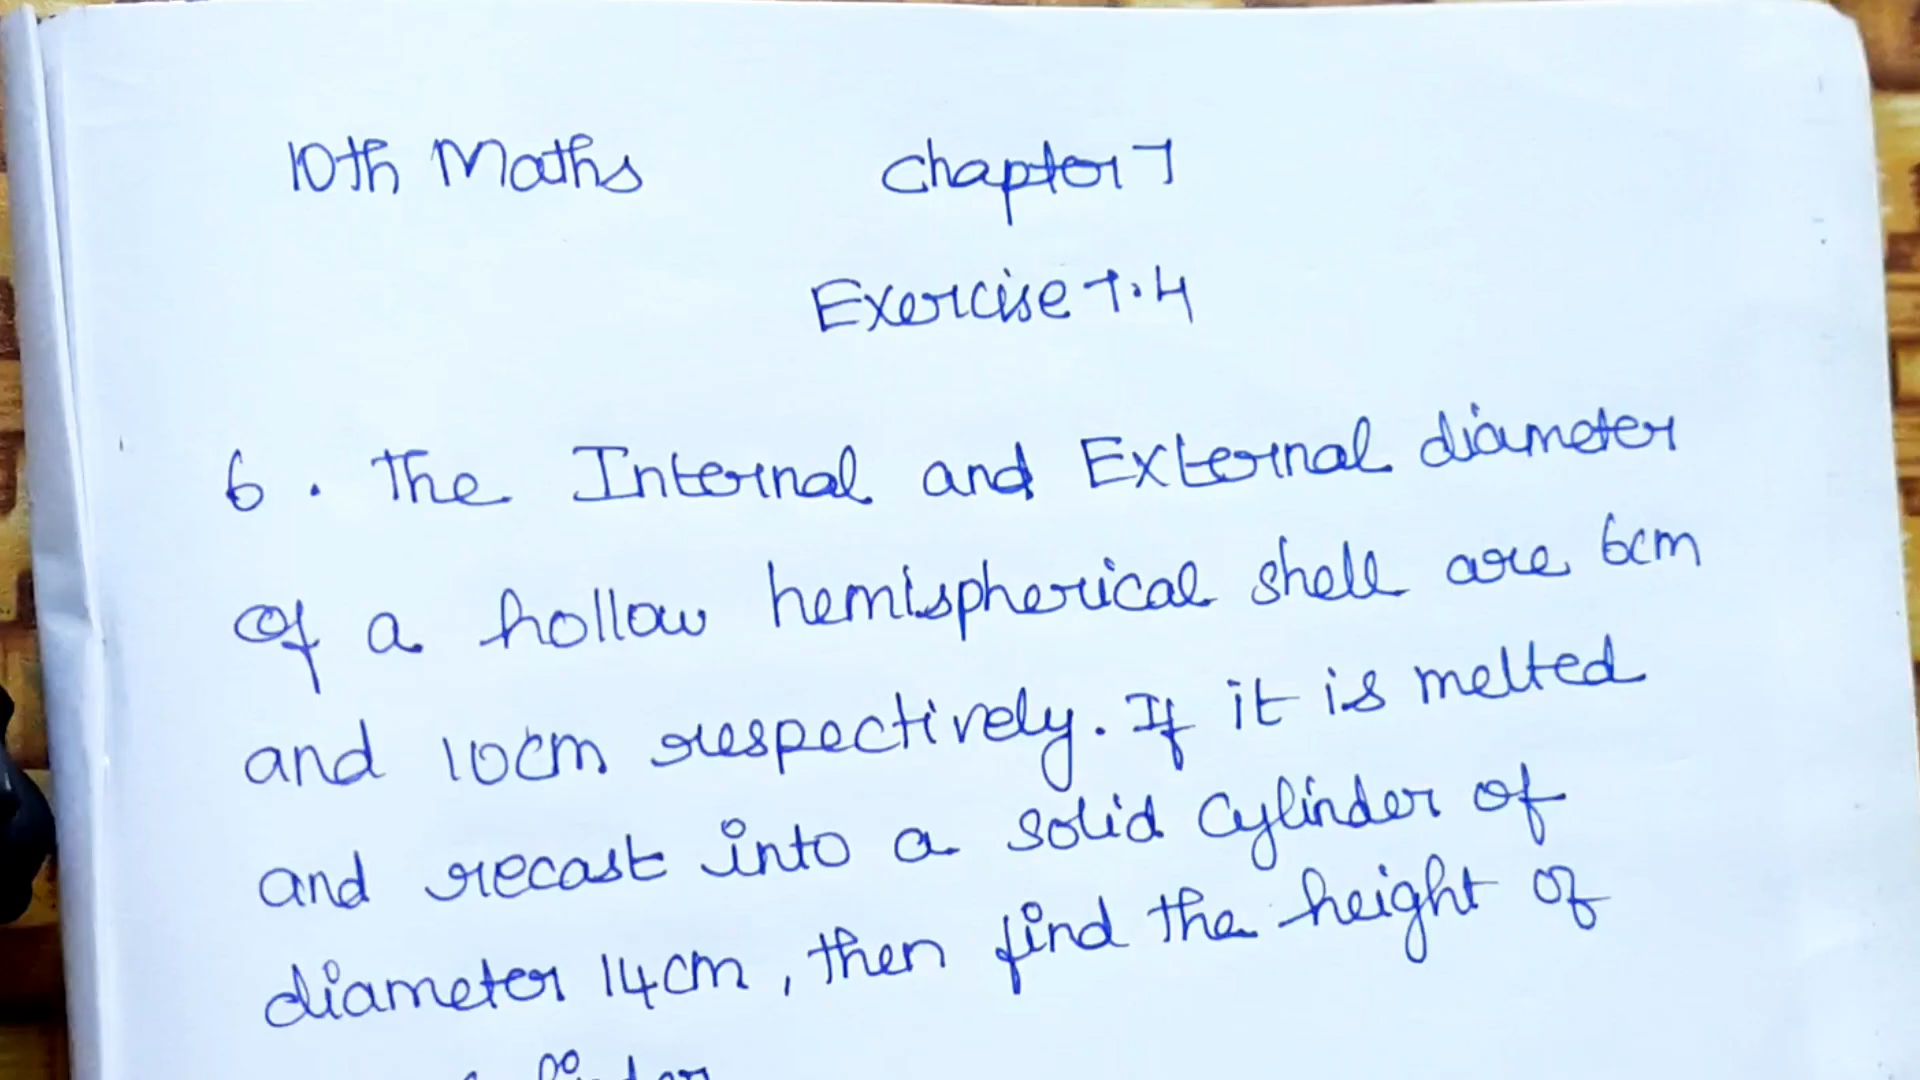 10th Maths Chapter 7
Exercise 7.4
6. The Internal and External diameter
of a hollow hemispherical shell are 6cm
and 10cm respectively. If it is melted
and recast into a solid cylinder of
diameter 14cm, then find the height of